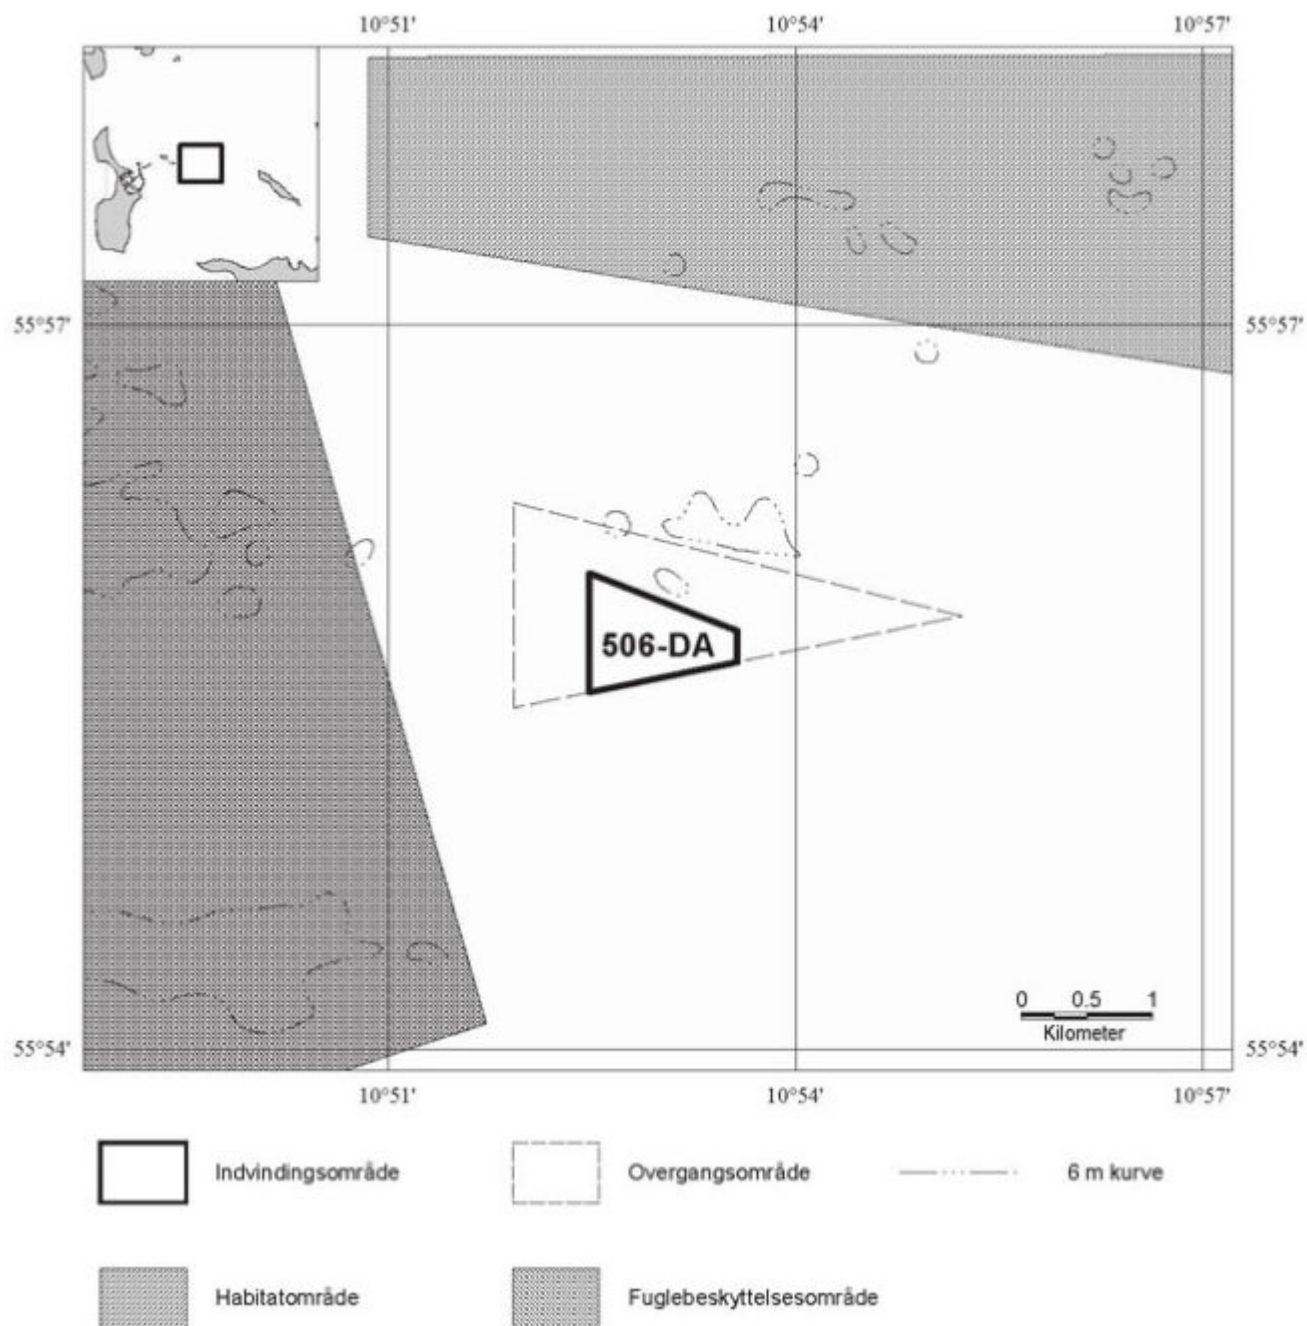 10°51' 10°54' 10°57'
55°57' 55°57'
506-DA
0 0.5 1
Kilometer
55°54' 55°54'
10°51' 10°54' 10°57'
Indvindingsområde Overgangsområde 6 m kurve
Habitatområde Fuglebeskyttelsesområde